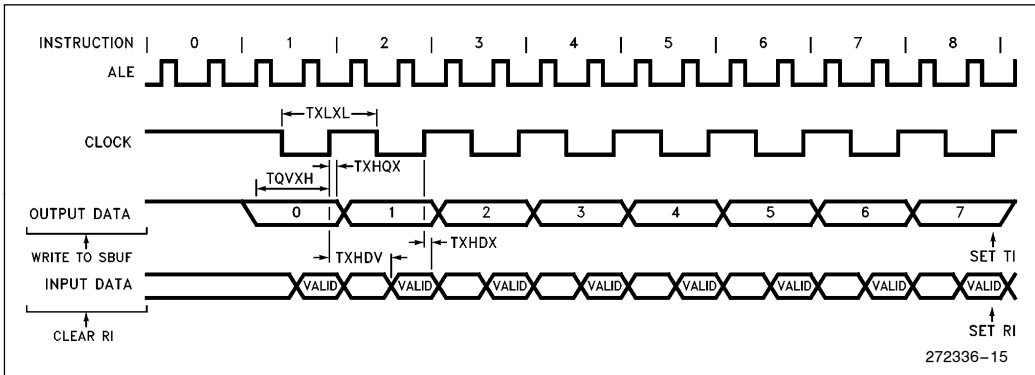 INSTRUCTION | 0 | 1 | 2 | 3 | 4 | 5 | 6 | 7 | 8 |
ALE
TXLXL
CLOCK
TXHQX
TQVXH
OUTPUT DATA 0 1 2 3 4 5 6 7
WRITE TO SBUF TXHDV TXHDX SET TI
INPUT DATA VALID VALID VALID VALID VALID VALID VALID VALID
CLEAR RI SET RI
272336-15